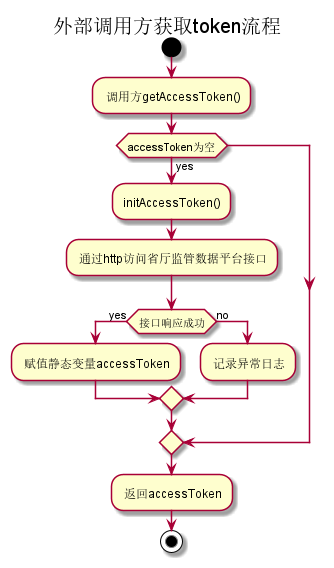 外部调用方获取token流程
调用方getAccessToken()
accessToken为空
yes
initAccessToken()
通过http访问省厅监管数据平台接口
yes
接口响应成功
no
赋值静态变量accessToken
记录异常日志
返回accessToken